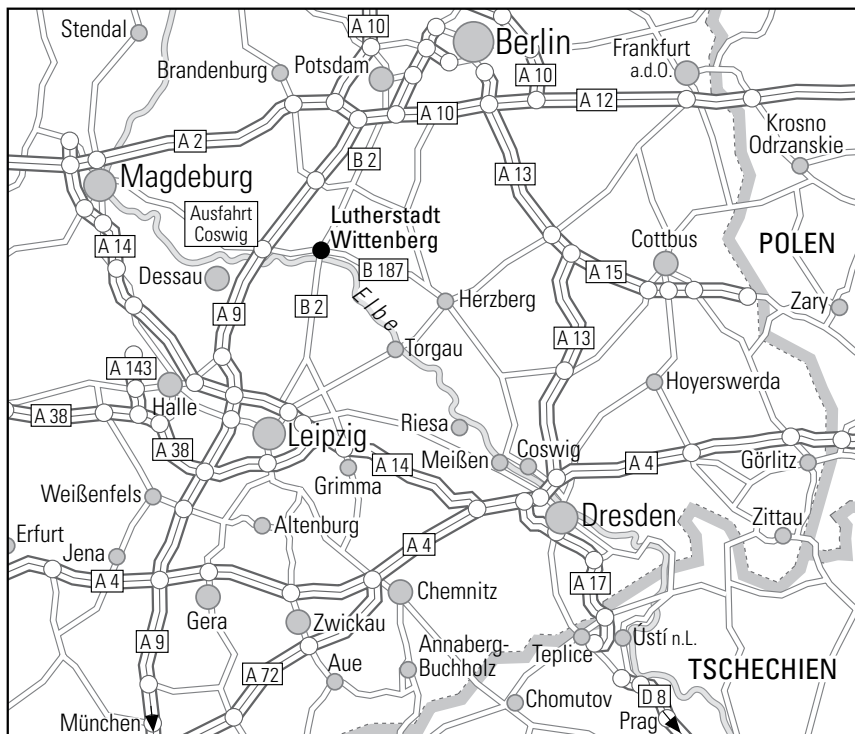 Stendal
A 10
Berlin
Potsdam
Brandenburg
Frankfurt
a.d.O.
A 10
A 10
A 12
A 2
B 2
Krosno
Odrzanskie
A 13
Magdeburg
Ausfahrt
Coswig
Lutherstadt
Wittenberg
A 14
Cottbus
POLEN
Dessau
B 187
A 15
B 2
Elbe
Herzberg
Zary
A 9
A 13
Torgau
A 143
Halle
Hoyerswerda
A 38
Riesa
Leipzig
A 38
Coswig
A 14
Meißen
A 4
Görlitz
Grimma
Weißenfels
Dresden
Zittau
Altenburg
Erfurt
Jena
A 4
A 4
A 17
Chemnitz
Gera
Zwickau
A 9
Annaberg-
Buchholz
Teplice
Ústí n.L.
A 72
Aue
TSCHECHIEN
Chomutov
D 8
München
Prag